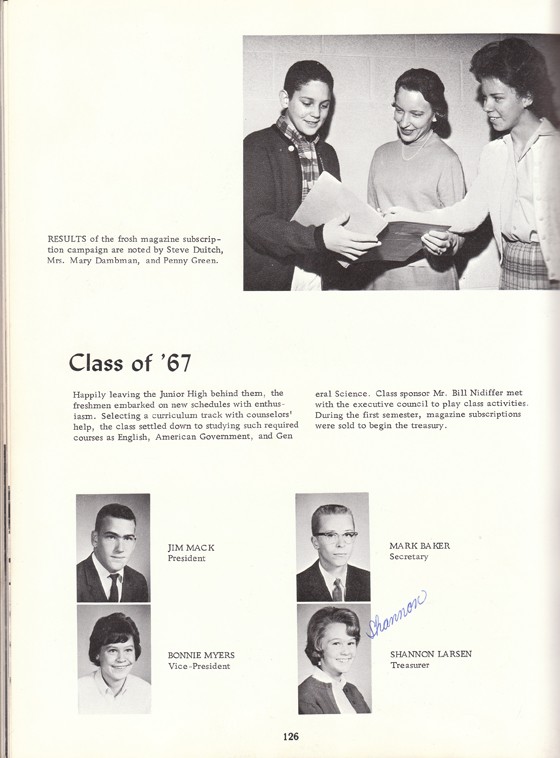 RESULTS of the frosh magazine subscrip-
tion campaign are noted by Steve Duitch,
Mrs. Mary Dambman, and Penny Green.
Class of '67
Happily leaving the Junior High behind them, the
freshmen embarked on new schedules with enthus-
iasm. Selecting a curriculum track with counselors'
help, the class settled down to studying such required
courses as English, American Government, and Gen
eral Science. Class sponsor Mr. Bill Nidiffer met
with the executive council to play class activities.
During the first semester, magazine subscriptions
were sold to begin the treasury.
JIM MACK
President
MARK BAKER
Secretary
Shannon
BONNIE MYERS
Vice-President
SHANNON LARSEN
Treasurer
126